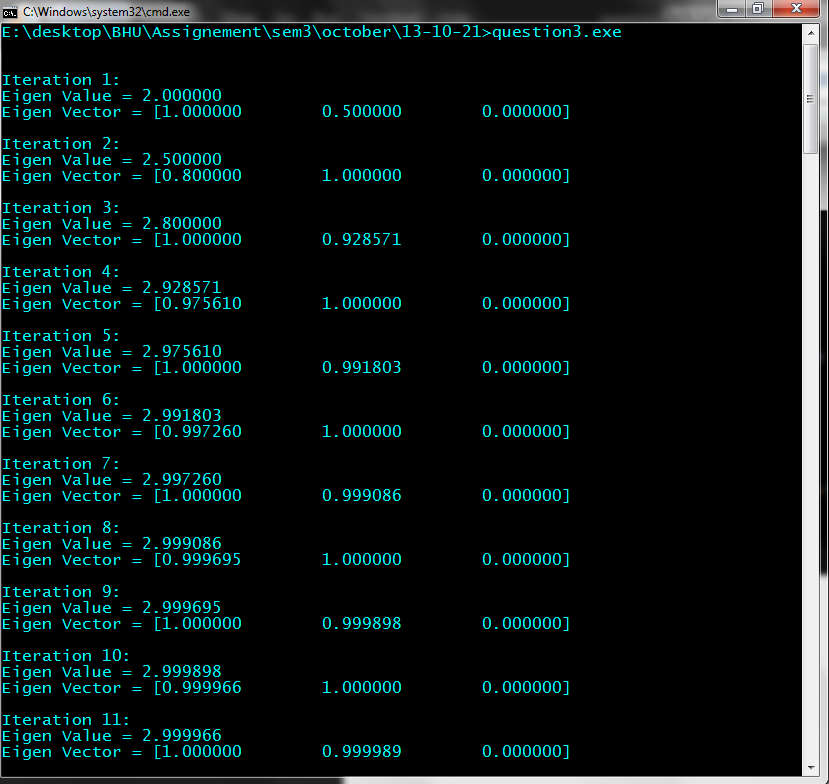 C:\Windows\system32\cmd.exe
E:\desktop\BHU\Assignement\sem3\october\13-10-21>question3.exe
Iteration 1:
Eigen Value = 2.000000
Eigen Vector = [1.000000 0.500000 0.000000]
Iteration 2:
Eigen Value = 2.500000
Eigen Vector = [0.800000 1.000000 0.000000]
Iteration 3:
Eigen Value = 2.800000
Eigen Vector = [1.000000 0.928571 0.000000]
Iteration 4:
Eigen Value = 2.928571
Eigen Vector = [0.975610 1.000000 0.000000]
Iteration 5:
Eigen Value = 2.975610
Eigen Vector = [1.000000 0.991803 0.000000]
Iteration 6:
Eigen Value = 2.991803
Eigen Vector = [0.997260 1.000000 0.000000]
Iteration 7:
Eigen Value = 2.997260
Eigen Vector = [1.000000 0.999086 0.000000]
Iteration 8:
Eigen Value = 2.999086
Eigen Vector = [0.999695 1.000000 0.000000]
Iteration 9:
Eigen Value = 2.999695
Eigen Vector = [1.000000 0.999898 0.000000]
Iteration 10:
Eigen Value = 2.999898
Eigen Vector = [0.999966 1.000000 0.000000]
Iteration 11:
Eigen Value = 2.999966
Eigen Vector = [1.000000 0.999989 0.000000]